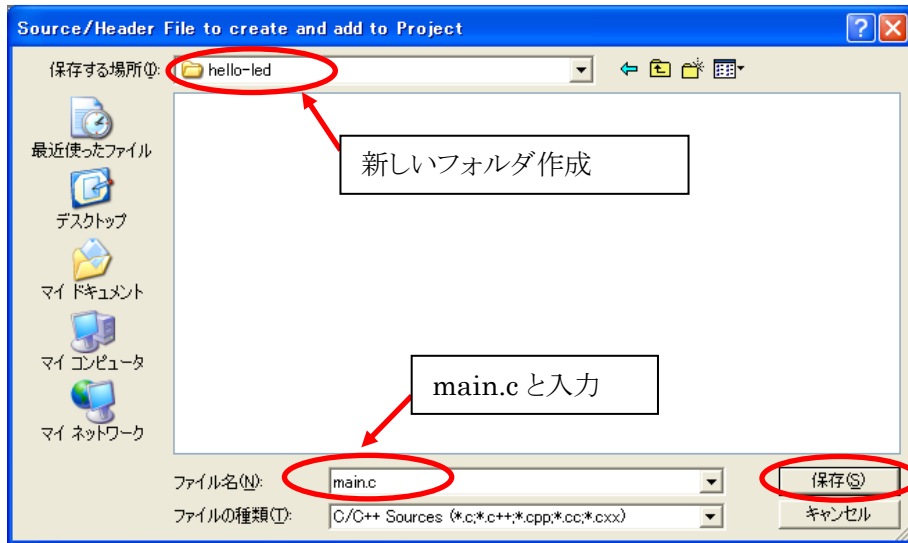 Source/Header File to create and add to Project
保存する場所(I):
hello-led
新しいフォルダ作成
最近使ったファイル
デスクトップ
マイ ドキュメント
マイ コンピュータ
マイ ネットワーク
main.c と入力
ファイル名(N):
main.c
保存(S)
ファイルの種類(T):
C/C++ Sources (*.c;*.c++;*.cpp;*.cc;*.cxx)
キャンセル